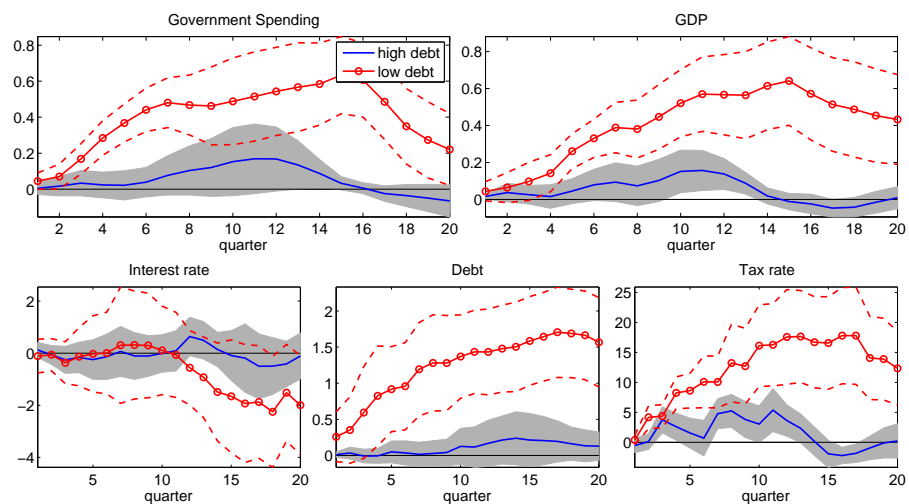 Government Spending
GDP
0.8
0.6
0.4
0.2
0
high debt
low debt
0.8
0.6
0.4
0.2
0
2 4 6 8 10 12 14 16 18 20
2 4 6 8 10 12 14 16 18 20
quarter
quarter
Interest rate
Debt
Tax rate
2
0
−2
−4
2
1.5
1
0.5
0
25
20
15
10
5
0
5 10 15 20
5 10 15 20
5 10 15 20
quarter
quarter
quarter